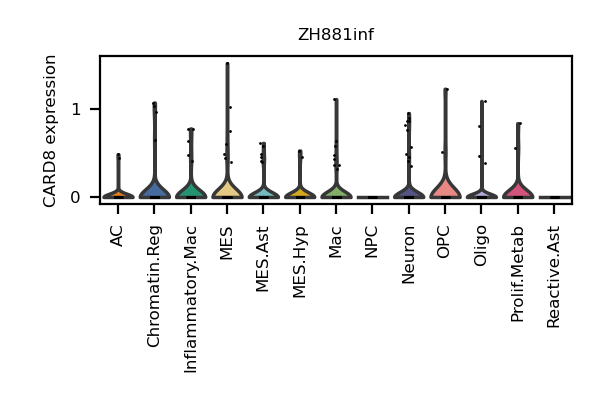 ZH881inf
CARD8 expression
1
0
AC
Chromatin.Reg
Inflammatory.Mac
MES
MES.Ast
MES.Hyp
Mac
NPC
Neuron
OPC
Oligo
Prolif.Metab
Reactive.Ast